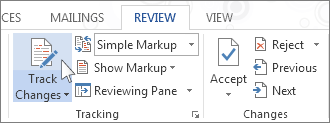 CES MAILINGS REVIEW VIEW
Track Changes
Simple Markup
Show Markup
Reviewing Pane
Tracking
Accept
Reject
Previous
Next
Changes